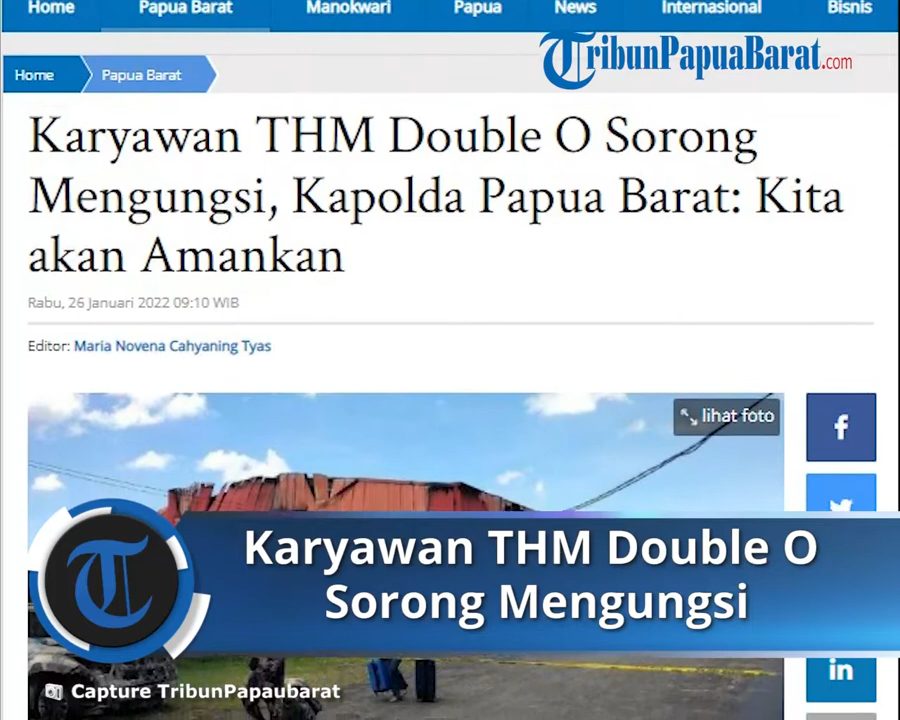 Home Papua Barat Manokwari Papua News Internasional Bisnis
TribunPapuaBarat.com
Home Papua Barat
Karyawan THM Double O Sorong
Mengungsi, Kapolda Papua Barat: Kita
akan Amankan
Rabu, 26 Januari 2022 09:10 WIB
Editor: Maria Novena Cahyaning Tyas
lihat foto
f
Karyawan THM Double O
Sorong Mengungsi
T
in
Capture TribunPapaubarat